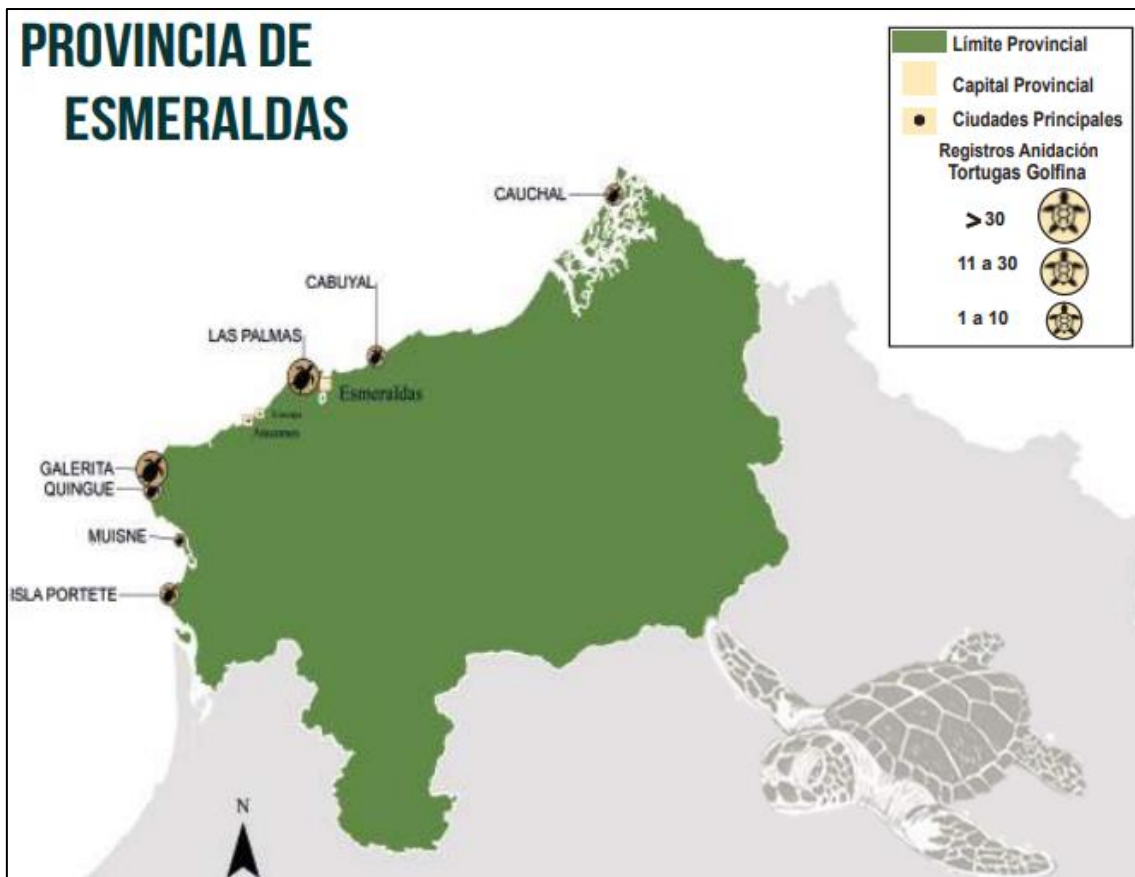 PROVINCIA DE
ESMERALDAS
Límite Provincial
Capital Provincial
Ciudades Principales
Registros Anidación
Tortugas Golfina
> 30
11 a 30
1 a 10
CAUCHAL
CABUYAL
LAS PALMAS
Esmeraldas
GALERITA
QUINGUE
MUISNE
ISLA PORTETE
N